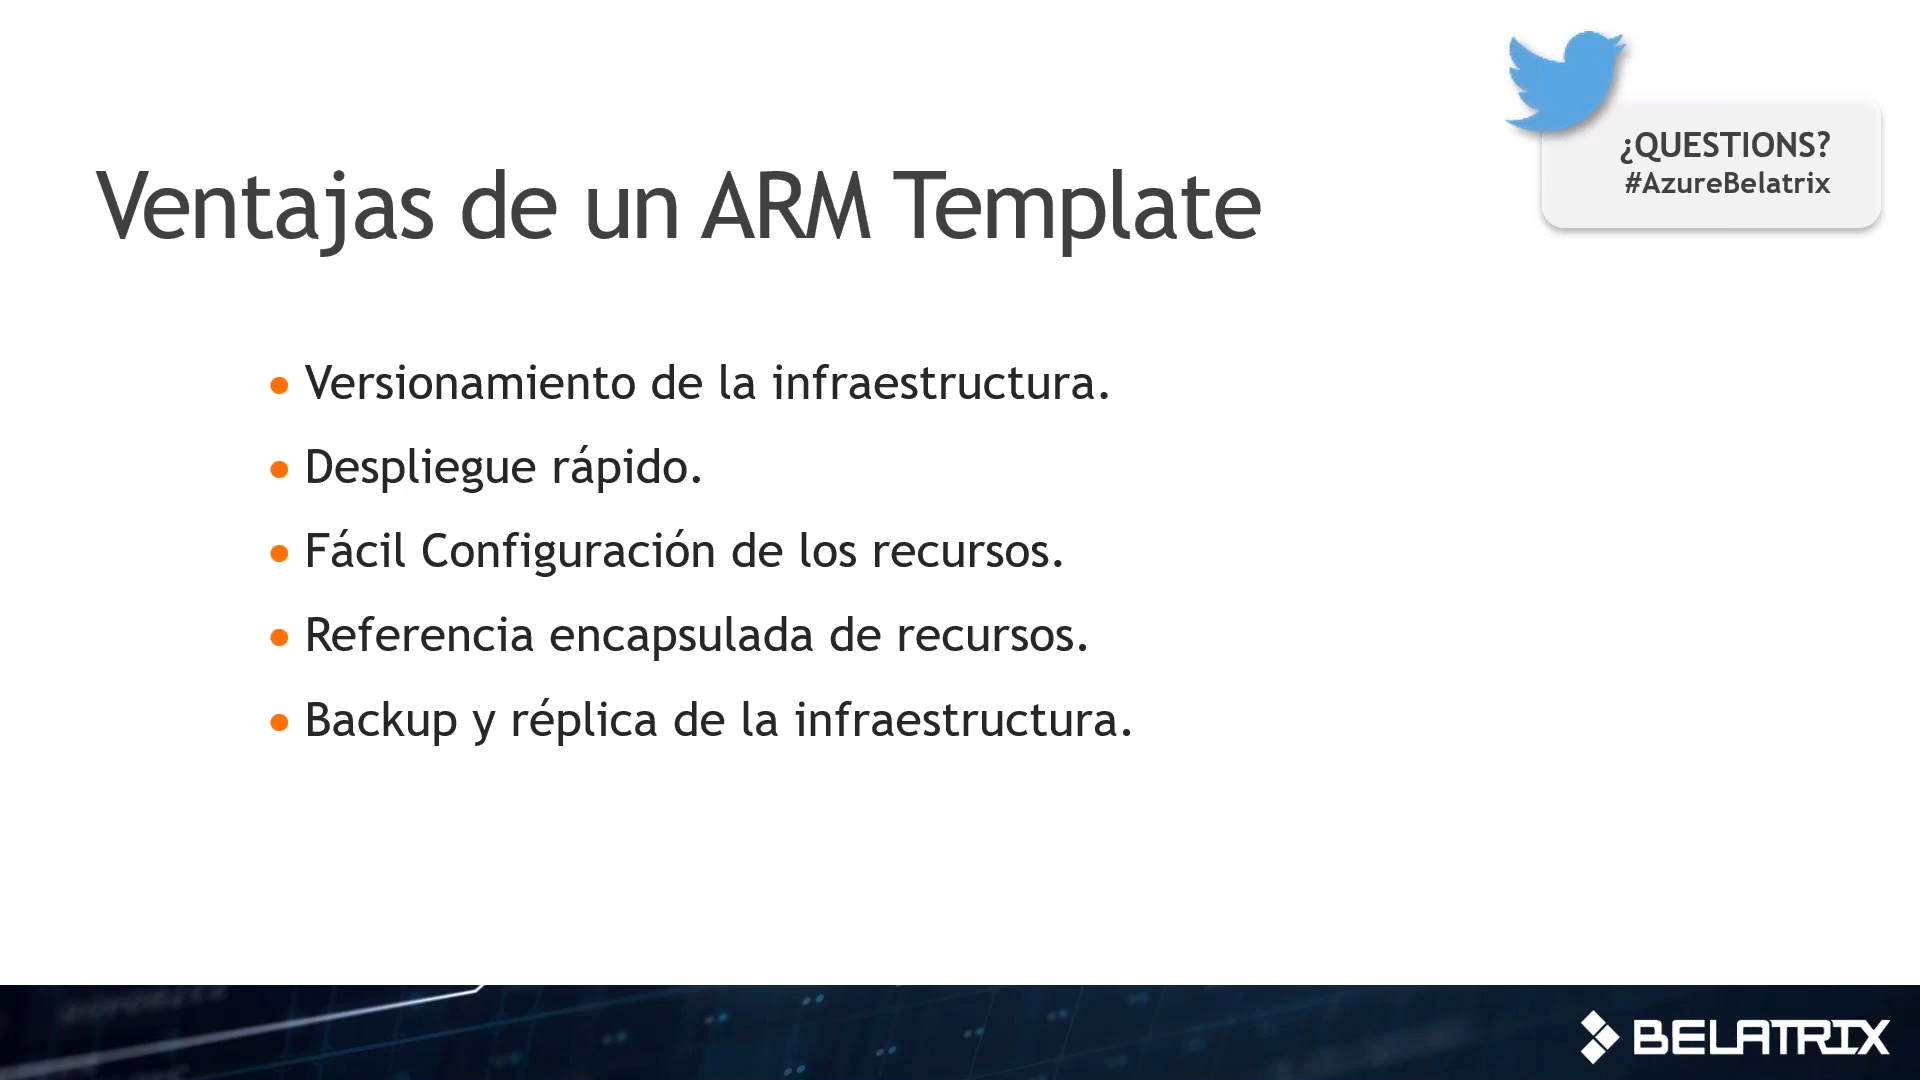 ¿QUESTIONS?
#AzureBelatrix
Ventajas de un ARM Template
Versionamiento de la infraestructura.
Despliegue rápido.
Fácil Configuración de los recursos.
Referencia encapsulada de recursos.
Backup y réplica de la infraestructura.
BELATRIX